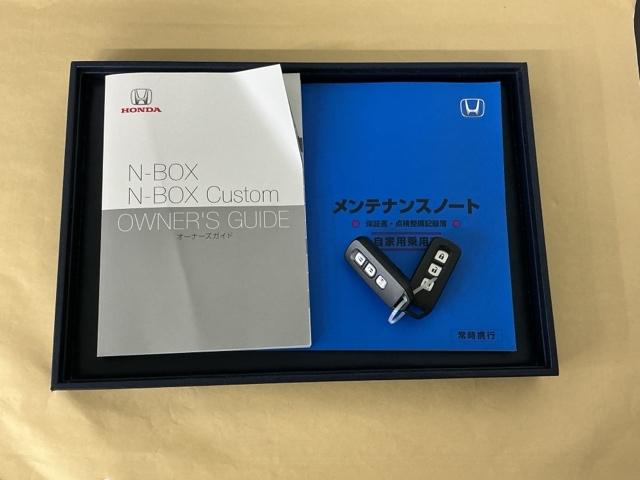 HONDA
N-BOX
N-BOX Custom
OWNER'S GUIDE
オーナーズガイド
メンテナンスノート
保証書・点検整備記録簿
自家用乗用
常時携行